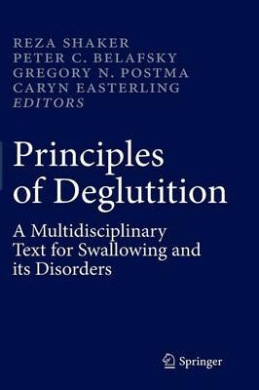 REZA SHAKER
PETER C. BELAFSKY
GREGORY N. POSTMA
CARYN EASTERLING
EDITORS
Principles
of Deglutition
A Multidisciplinary
Text for Swallowing and
its Disorders
Springer